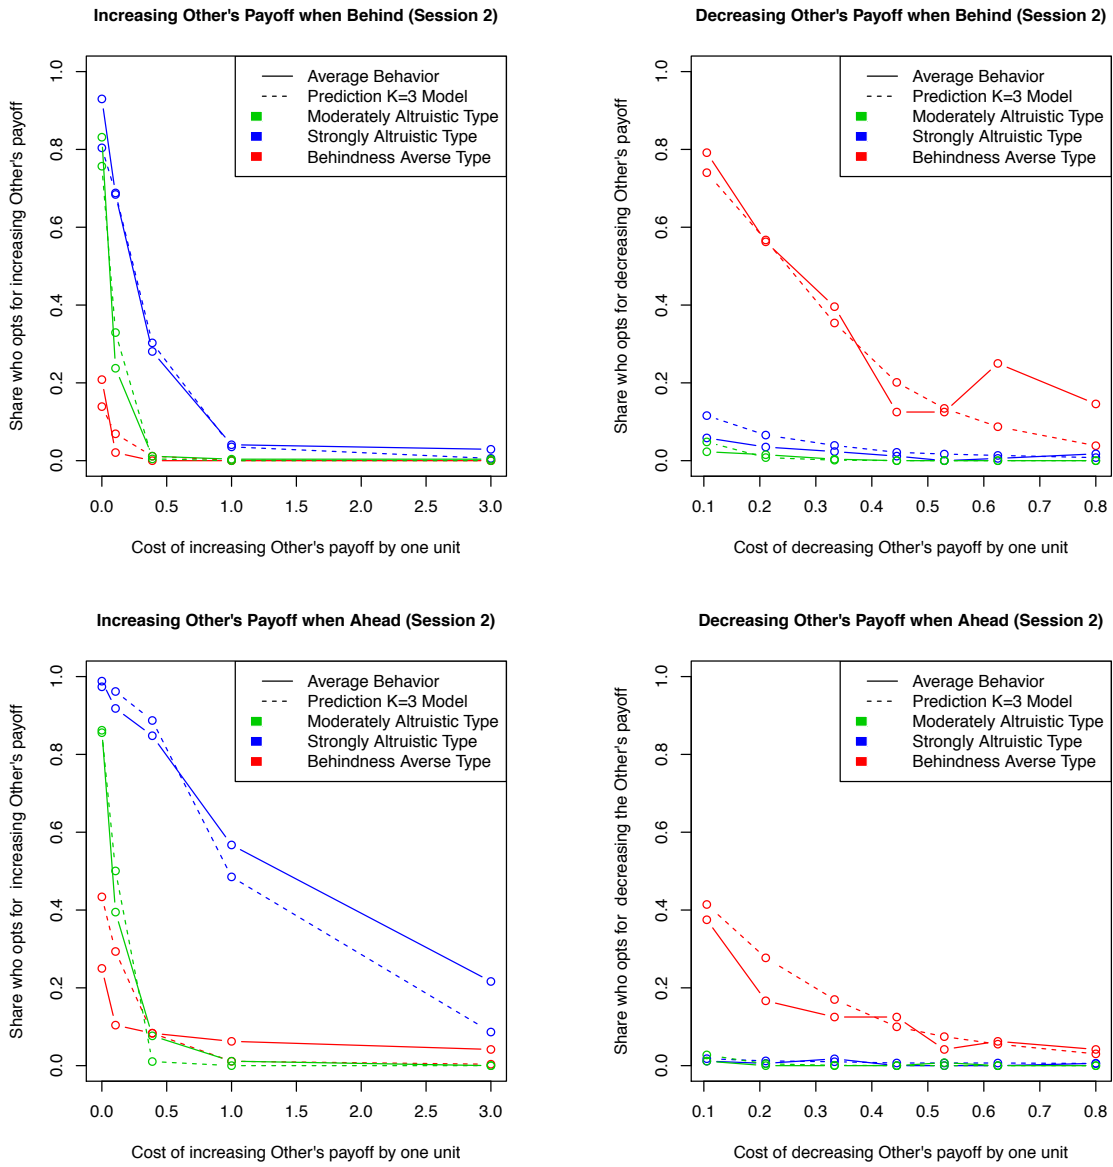 Increasing Other's Payoff when Behind (Session 2)
Share who opts for increasing Other's payoff
1.0
0.8
0.6
0.4
0.2
0.0
Average Behavior
Prediction K=3 Model
Moderately Altruistic Type
Strongly Altruistic Type
Behindness Averse Type
0.0 0.5 1.0 1.5 2.0 2.5 3.0
Cost of increasing Other's payoff by one unit
Decreasing Other's Payoff when Behind (Session 2)
Share who opts for decreasing Other's payoff
1.0
0.8
0.6
0.4
0.2
0.0
Average Behavior
Prediction K=3 Model
Moderately Altruistic Type
Strongly Altruistic Type
Behindness Averse Type
0.1 0.2 0.3 0.4 0.5 0.6 0.7 0.8
Cost of decreasing Other's payoff by one unit
Increasing Other's Payoff when Ahead (Session 2)
Share who opts for increasing Other's payoff
1.0
0.8
0.6
0.4
0.2
0.0
Average Behavior
Prediction K=3 Model
Moderately Altruistic Type
Strongly Altruistic Type
Behindness Averse Type
0.0 0.5 1.0 1.5 2.0 2.5 3.0
Cost of increasing Other's payoff by one unit
Decreasing Other's Payoff when Ahead (Session 2)
Share who opts for decreasing the Other's payoff
1.0
0.8
0.6
0.4
0.2
0.0
Average Behavior
Prediction K=3 Model
Moderately Altruistic Type
Strongly Altruistic Type
Behindness Averse Type
0.1 0.2 0.3 0.4 0.5 0.6 0.7 0.8
Cost of decreasing Other's payoff by one unit